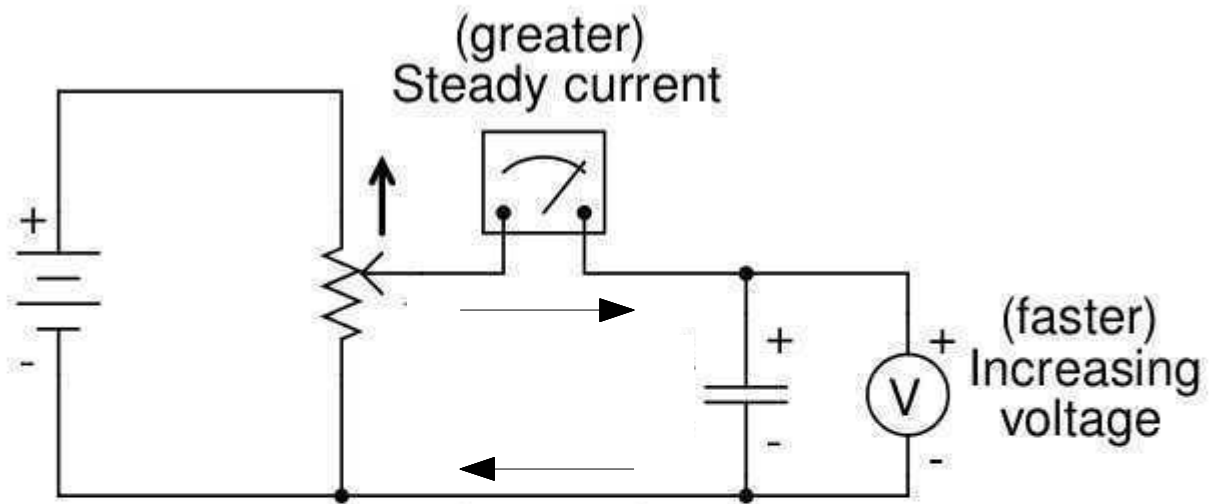 (greater)
Steady current
+
-
+
-
+
V
-
(faster)
Increasing
voltage